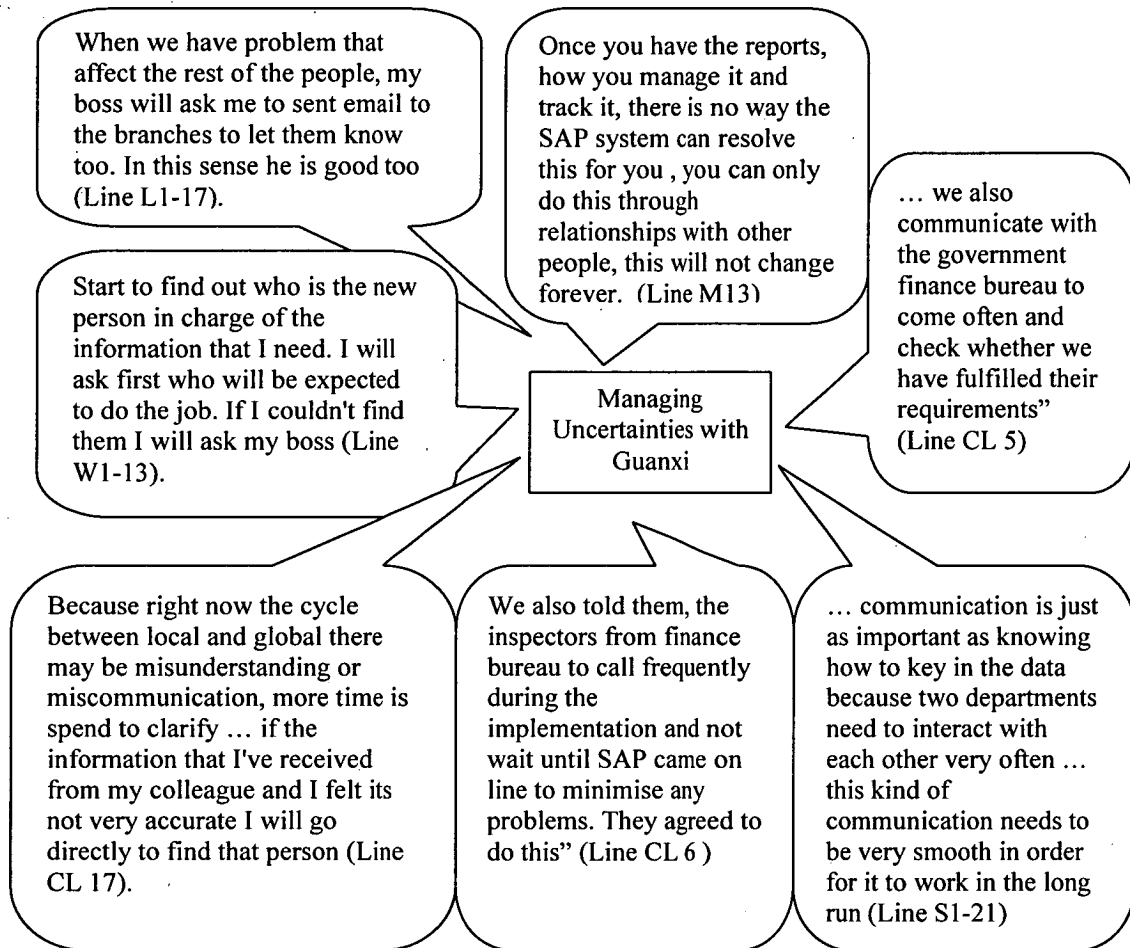 When we have problem that
affect the rest of the people, my
boss will ask me to sent email to
the branches to let them know
too. In this sense he is good too
(Line L1-17).
Once you have the reports,
how you manage it and
track it, there is no way the
SAP system can resolve
this for you , you can only
do this through
relationships with other
people, this will not change
forever. (Line M13)
... we also
communicate with
the government
finance bureau to
come often and
check whether we
have fulfilled their
requirements”
(Line CL 5)
Start to find out who is the new
person in charge of the
information that I need. I will
ask first who will be expected
to do the job. If I couldn't find
them I will ask my boss (Line
W1-13).
Managing
Uncertainties with
Guanxi
Because right now the cycle
between local and global there
may be misunderstanding or
miscommunication, more time is
spend to clarify ... if the
information that I've received
from my colleague and I felt its
not very accurate I will go
directly to find that person (Line
CL 17).
We also told them, the
inspectors from finance
bureau to call frequently
during the
implementation and not
wait until SAP came on
line to minimise any
problems. They agreed to
do this” (Line CL 6 )
... communication is just
as important as knowing
how to key in the data
because two departments
need to interact with
each other very often ...
this kind of
communication needs to
be very smooth in order
for it to work in the long
run (Line S1-21)